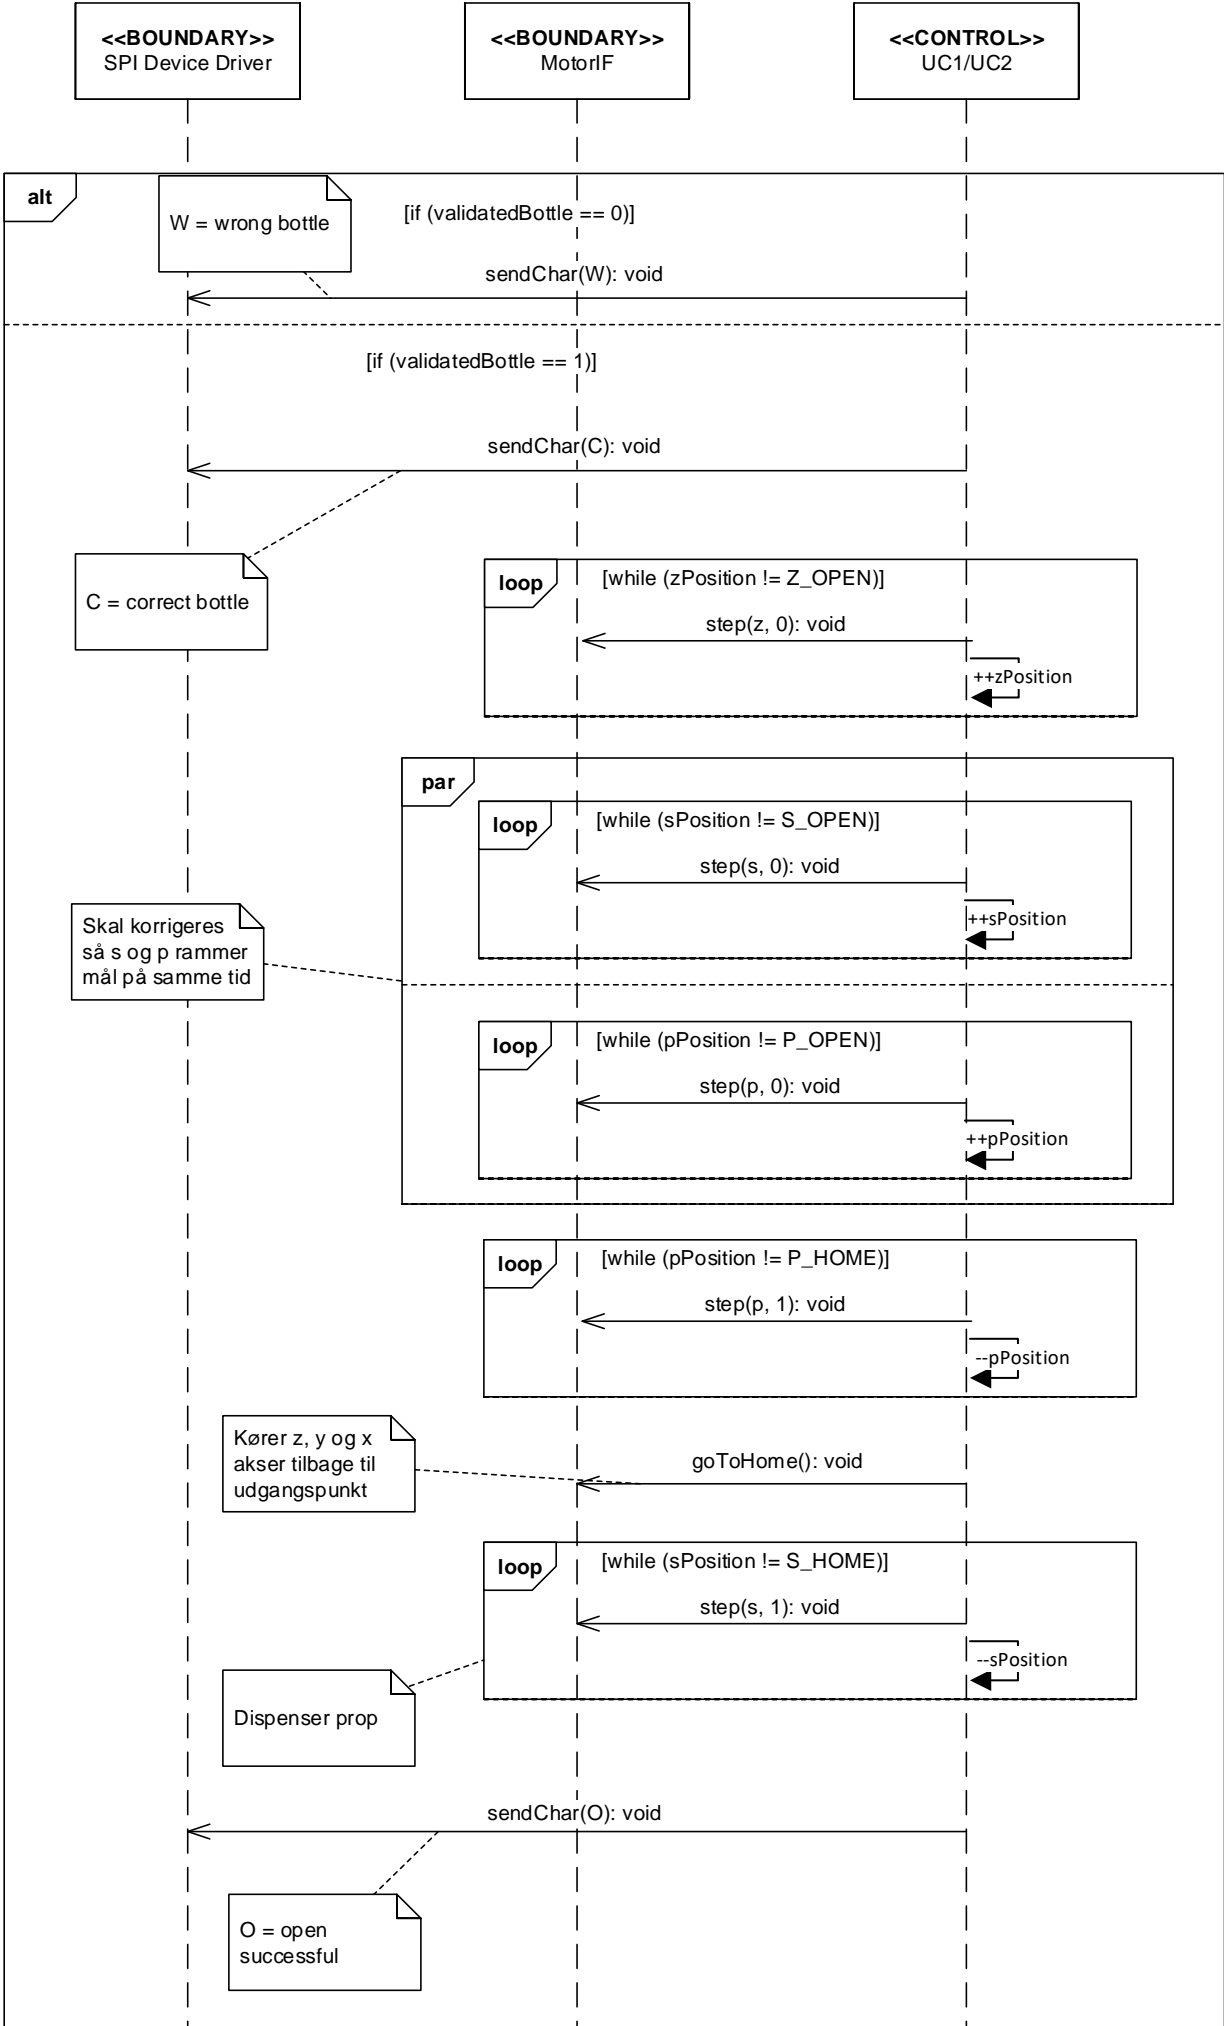 <<BOUNDARY>>
SPI Device Driver
<<BOUNDARY>>
MotorIF
<<CONTROL>>
UC1/UC2
alt
W = wrong bottle
[if (validatedBottle == 0)]
sendChar(W): void
[if (validatedBottle == 1)]
sendChar(C): void
C = correct bottle
loop
[while (zPosition != Z_OPEN)]
step(z, 0): void
++zPosition
par
loop
[while (sPosition != S_OPEN)]
step(s, 0): void
++sPosition
Skal korrigeres
så s og p rammer
mål på samme tid
loop
[while (pPosition != P_OPEN)]
step(p, 0): void
++pPosition
loop
[while (pPosition != P_HOME)]
step(p, 1): void
--pPosition
Kører z, y og x
akser tilbage til
udgangspunkt
goToHome(): void
loop
[while (sPosition != S_HOME)]
step(s, 1): void
--sPosition
Dispenser prop
sendChar(O): void
O = open
successful